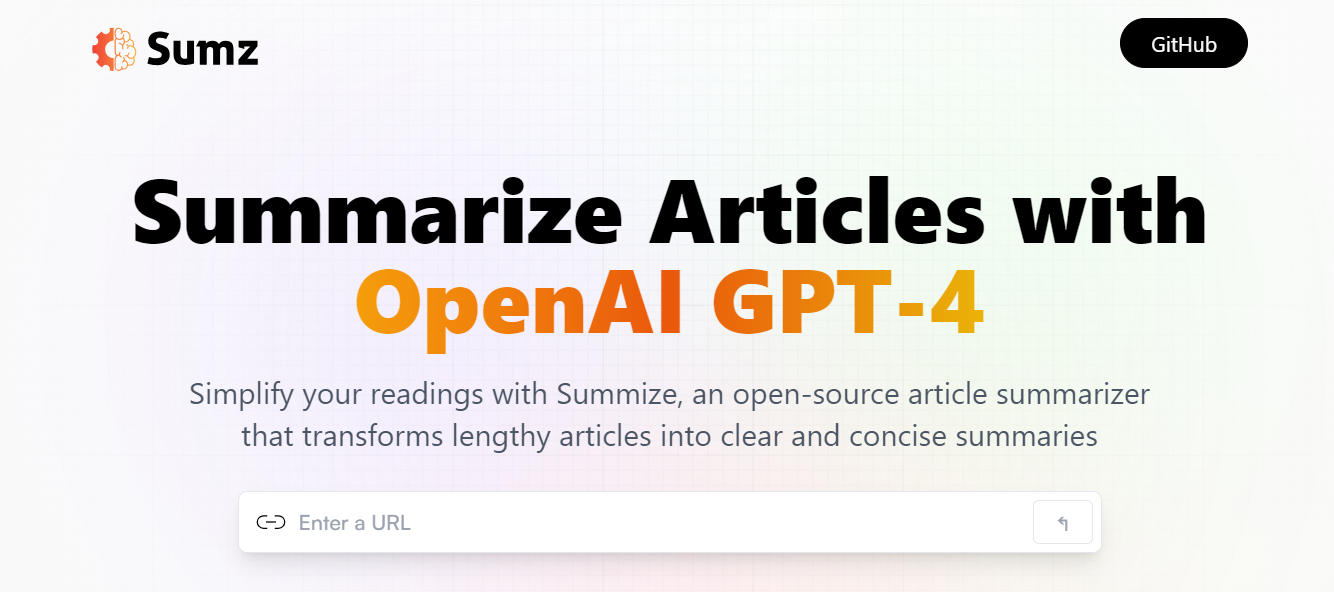 Sumz
GitHub
Summarize Articles with
OpenAI GPT-4
Simplify your readings with Summize, an open-source article summarizer
that transforms lengthy articles into clear and concise summaries
Enter a URL
↰